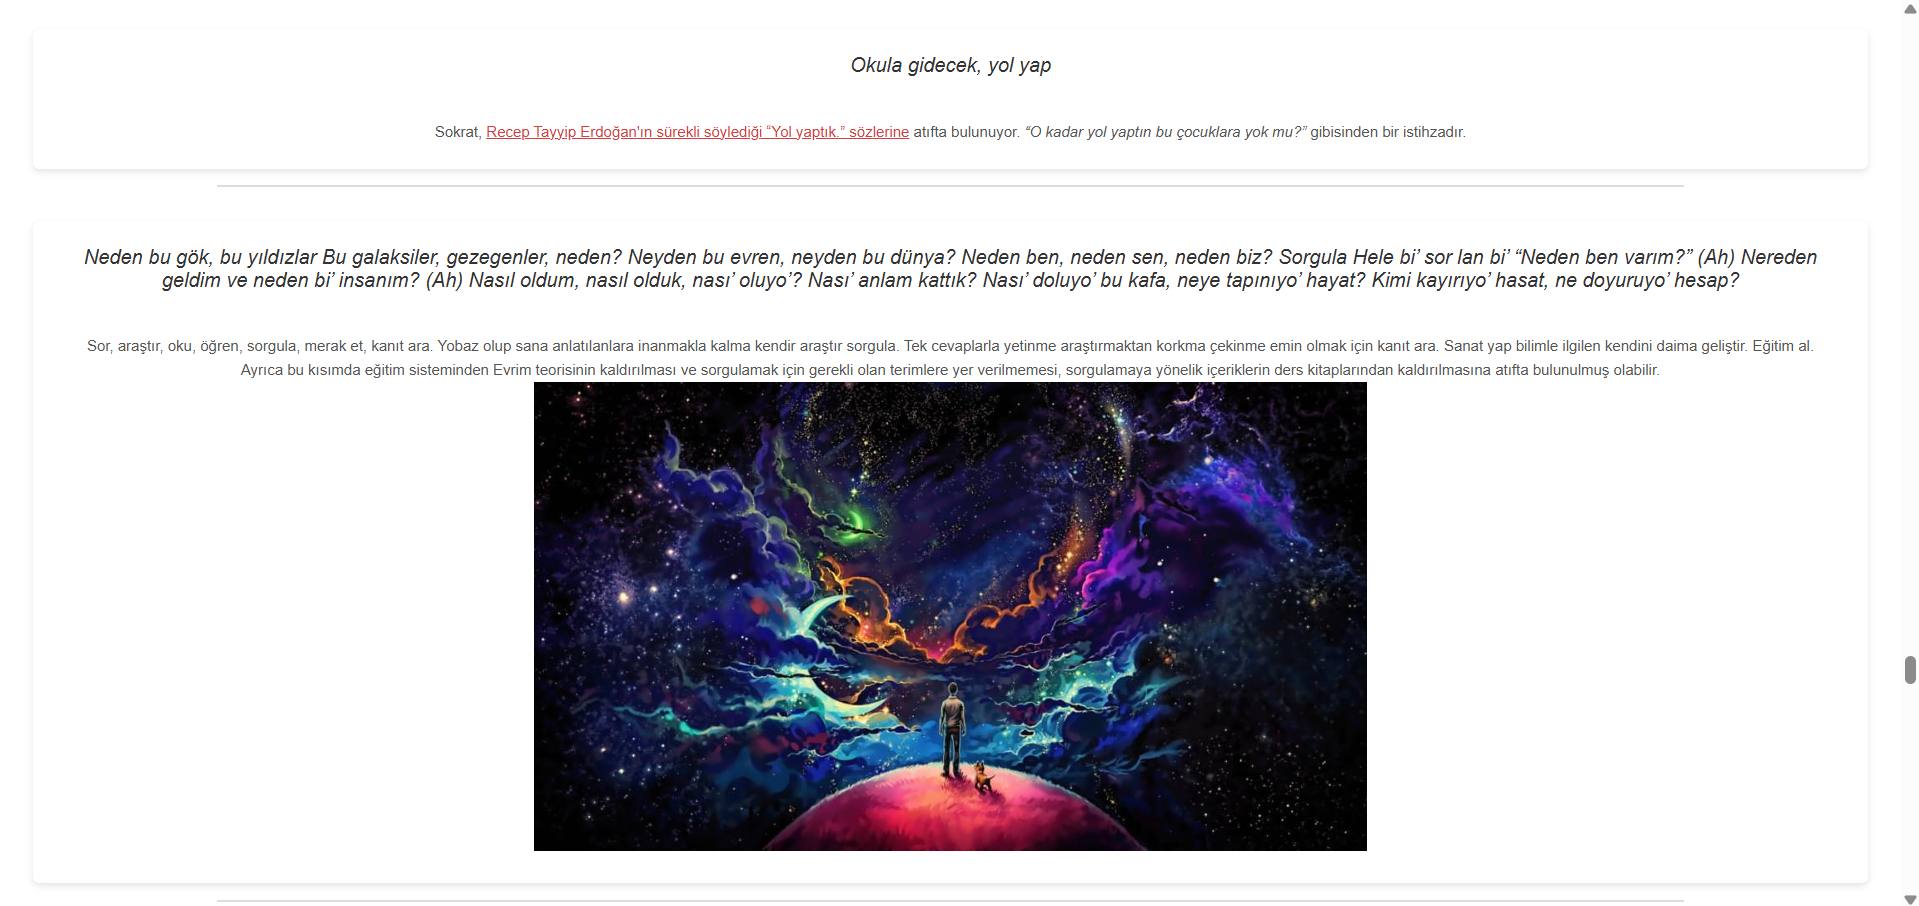 Okula gidecek, yol yap
Sokrat, Recep Tayyip Erdoğan'ın sürekli söylediği “Yol yaptık.” sözlerine atıfta bulunuyor. “O kadar yol yaptın bu çocuklara yok mu?” gibisinden bir istihzadır.
Neden bu gök, bu yıldızlar Bu galaksiler, gezegenler, neden? Neyden bu evren, neyden bu dünya? Neden ben, neden sen, neden biz? Sorgula Hele bi’ sor lan bi’ “Neden ben varım?” (Ah) Nereden
geldim ve neden bi’ insanım? (Ah) Nasıl oldum, nasıl olduk, nası’ oluyo’? Nası’ anlam kattık? Nası’ doluyo’ bu kafa, neye tapınıyo’ hayat? Kimi kayırıyo’ hasat, ne doyuruyo’ hesap?
Sor, araştır, oku, öğren, sorgula, merak et, kanıt ara. Yobaz olup sana anlatılanlara inanmakla kalma kendir araştır sorgula. Tek cevaplarla yetinme araştırmaktan korkma çekinme emin olmak için kanıt ara. Sanat yap bilimle ilgilen kendini daima geliştir. Eğitim al.
Ayrıca bu kısımda eğitim sisteminden Evrim teorisinin kaldırılması ve sorgulamak için gerekli olan terimlere yer verilmemesi, sorgulamaya yönelik içeriklerin ders kitaplarından kaldırılmasına atıfta bulunulmuş olabilir.